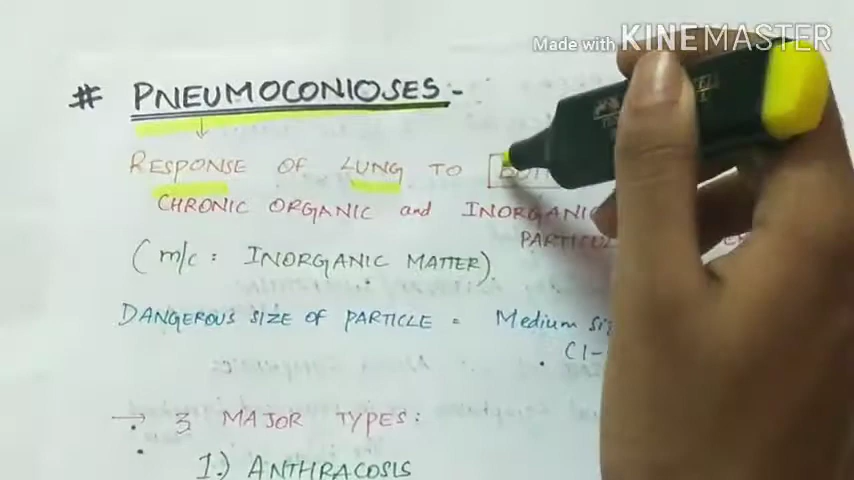 Made with KINEMASTER
# PNEUMOCONIOSES -
RESPONSE OF LUNG TO
CHRONIC ORGANIC and INORGANIC
(m/c : INORGANIC MATTER)
DANGEROUS SIZE OF PARTICLE = Medium
→ 3 MAJOR TYPES:
1.) ANTHRACOSIS